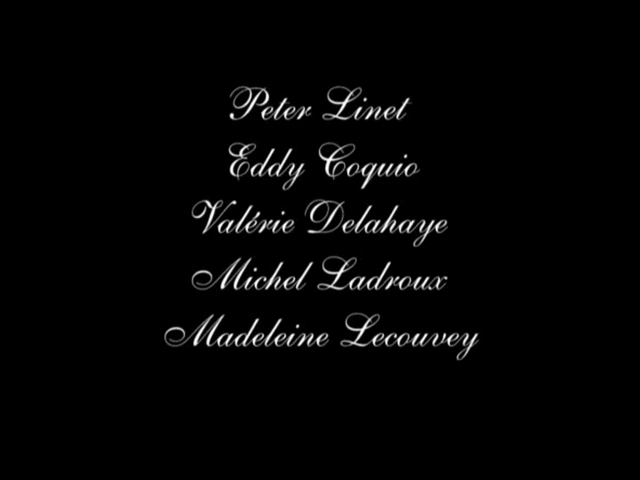 Peter Linet
Eddy Coquio
Valérie Delahaye
Michel Ladroux
Madeleine Lecouvey